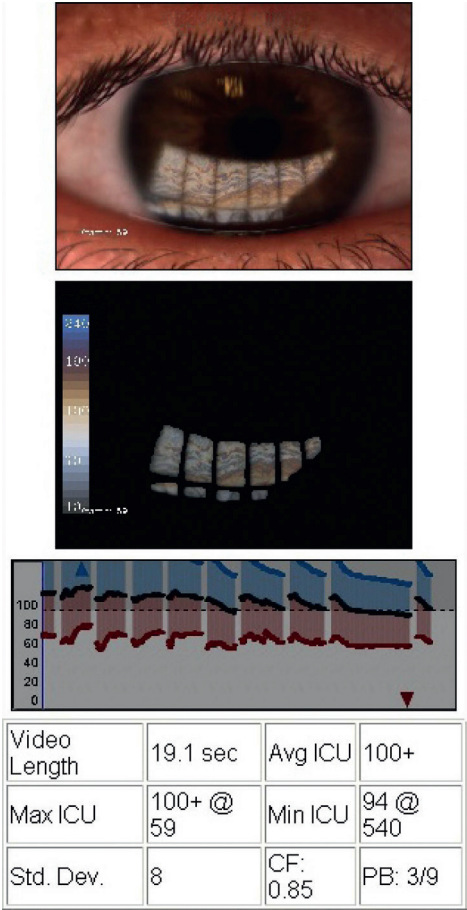 240
100
80
60
40
20
0
Video Length
19.1 sec
Avg ICU
100+
Max ICU
100+ @ 59
Min ICU
94 @ 540
Std. Dev.
8
CF: 0.85
PB: 3/9